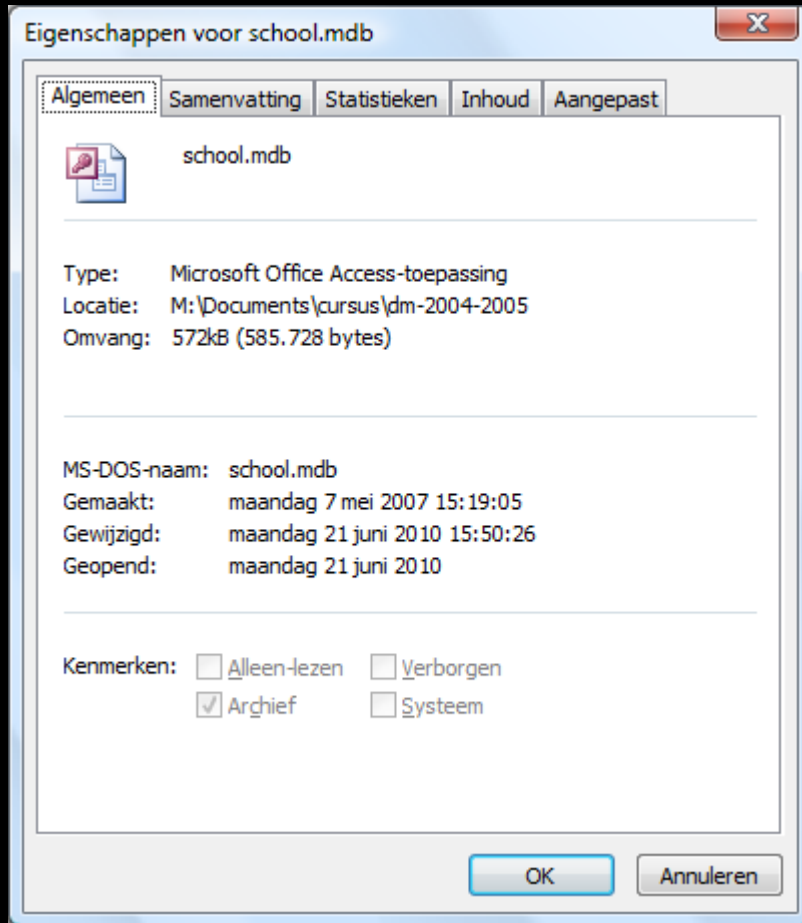 Eigenschappen voor school.mdb
Algemeen Samenvatting Statistieken Inhoud Aangepast
school.mdb
Type: Microsoft Office Access-toepassing
Locatie: M:\Documents\cursus\dm-2004-2005
Omvang: 572kB (585.728 bytes)
MS-DOS-naam: school.mdb
Gemaakt: maandag 7 mei 2007 15:19:05
Gewijzigd: maandag 21 juni 2010 15:50:26
Geopend: maandag 21 juni 2010
Kenmerken: Alleen-lezen Verborgen
Archief Systeem
OK Annuleren